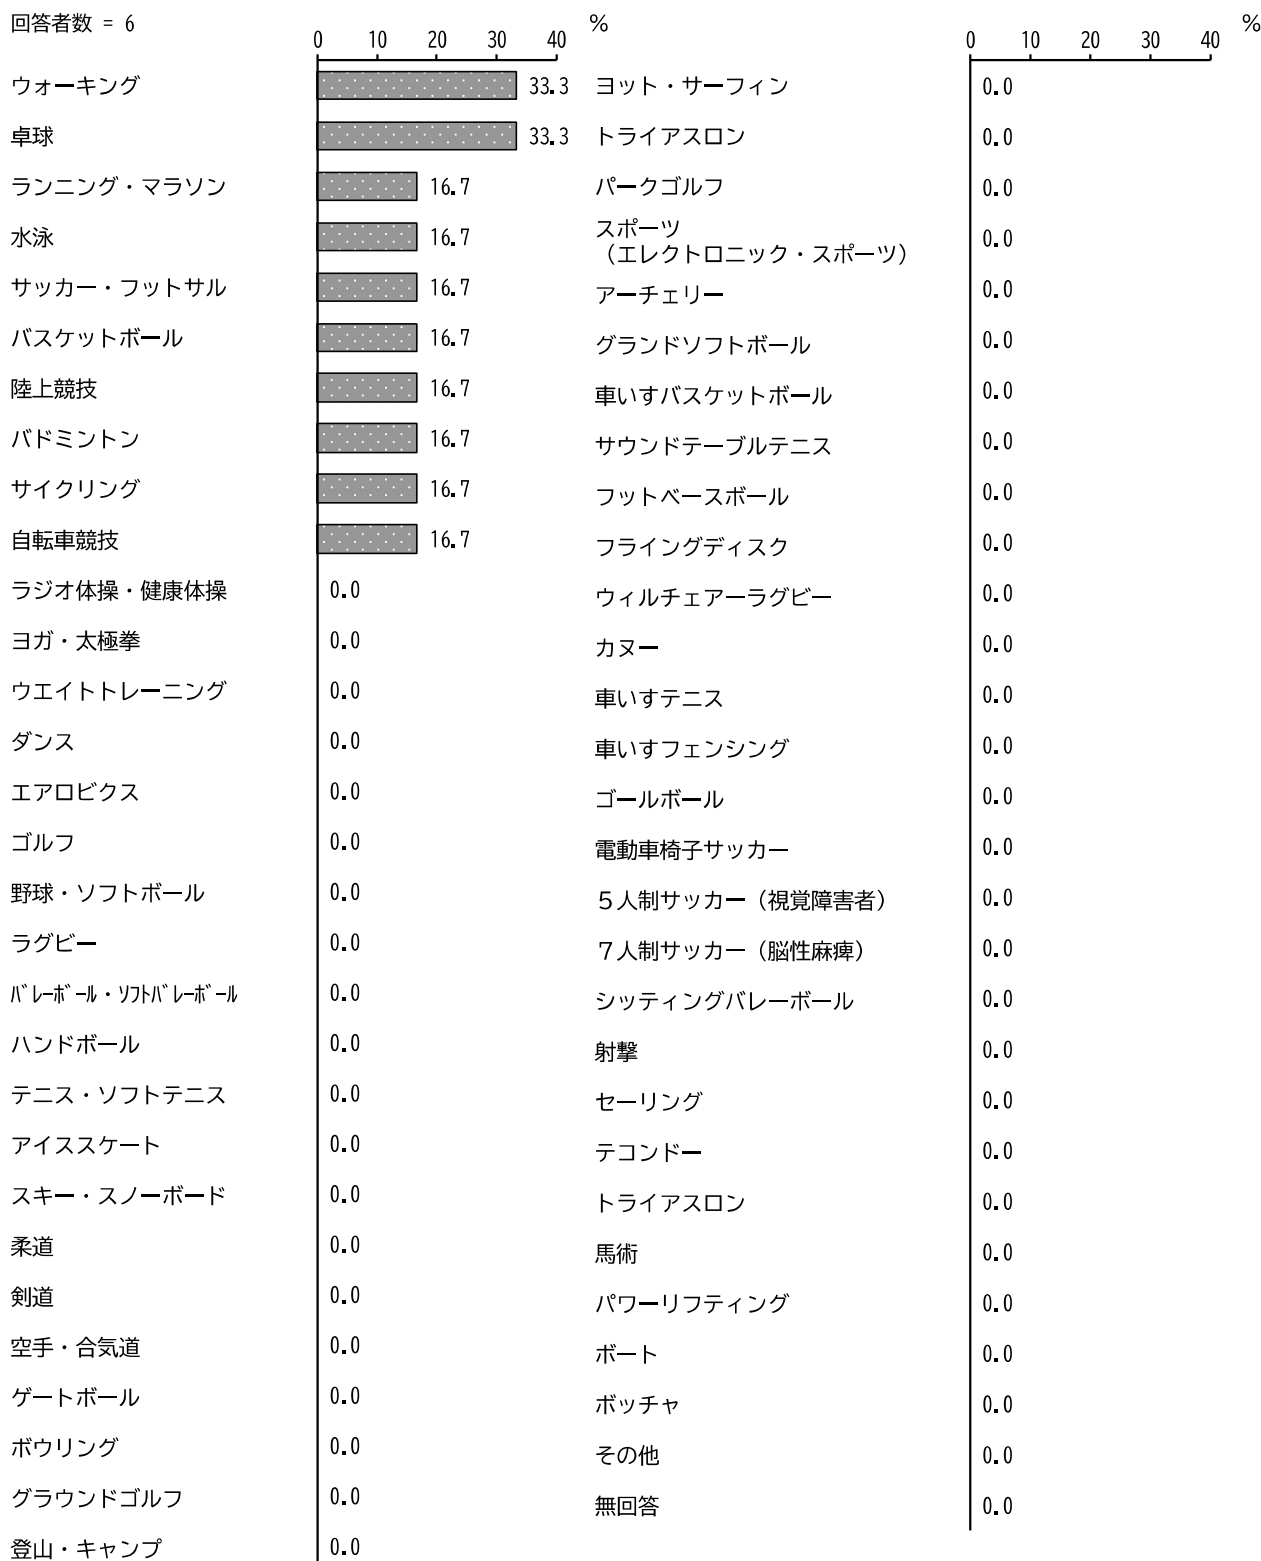 回答者数 = 6
%
0 10 20 30 40
ウォーキング 33.3
卓球 33.3
ランニング・マラソン 16.7
水泳 16.7
サッカー・フットサル 16.7
バスケットボール 16.7
陸上競技 16.7
バドミントン 16.7
サイクリング 16.7
自転車競技 16.7
ラジオ体操・健康体操 0.0
ヨガ・太極拳 0.0
ウエイトトレーニング 0.0
ダンス 0.0
エアロビクス 0.0
ゴルフ 0.0
野球・ソフトボール 0.0
ラグビー 0.0
ﾊﾞﾚｰﾎﾞｰﾙ・ｿﾌﾄﾊﾞﾚｰﾎﾞｰﾙ 0.0
ハンドボール 0.0
テニス・ソフトテニス 0.0
アイススケート 0.0
スキー・スノーボード 0.0
柔道 0.0
剣道 0.0
空手・合気道 0.0
ゲートボール 0.0
ボウリング 0.0
グラウンドゴルフ 0.0
登山・キャンプ 0.0
%
0 10 20 30 40
ヨット・サーフィン 0.0
トライアスロン 0.0
パークゴルフ 0.0
スポーツ
（エレクトロニック・スポーツ） 0.0
アーチェリー 0.0
グランドソフトボール 0.0
車いすバスケットボール 0.0
サウンドテーブルテニス 0.0
フットベースボール 0.0
フライングディスク 0.0
ウィルチェアーラグビー 0.0
カヌー 0.0
車いすテニス 0.0
車いすフェンシング 0.0
ゴールボール 0.0
電動車椅子サッカー 0.0
５人制サッカー（視覚障害者） 0.0
７人制サッカー（脳性麻痺） 0.0
シッティングバレーボール 0.0
射撃 0.0
セーリング 0.0
テコンドー 0.0
トライアスロン 0.0
馬術 0.0
パワーリフティング 0.0
ボート 0.0
ボッチャ 0.0
その他 0.0
無回答 0.0